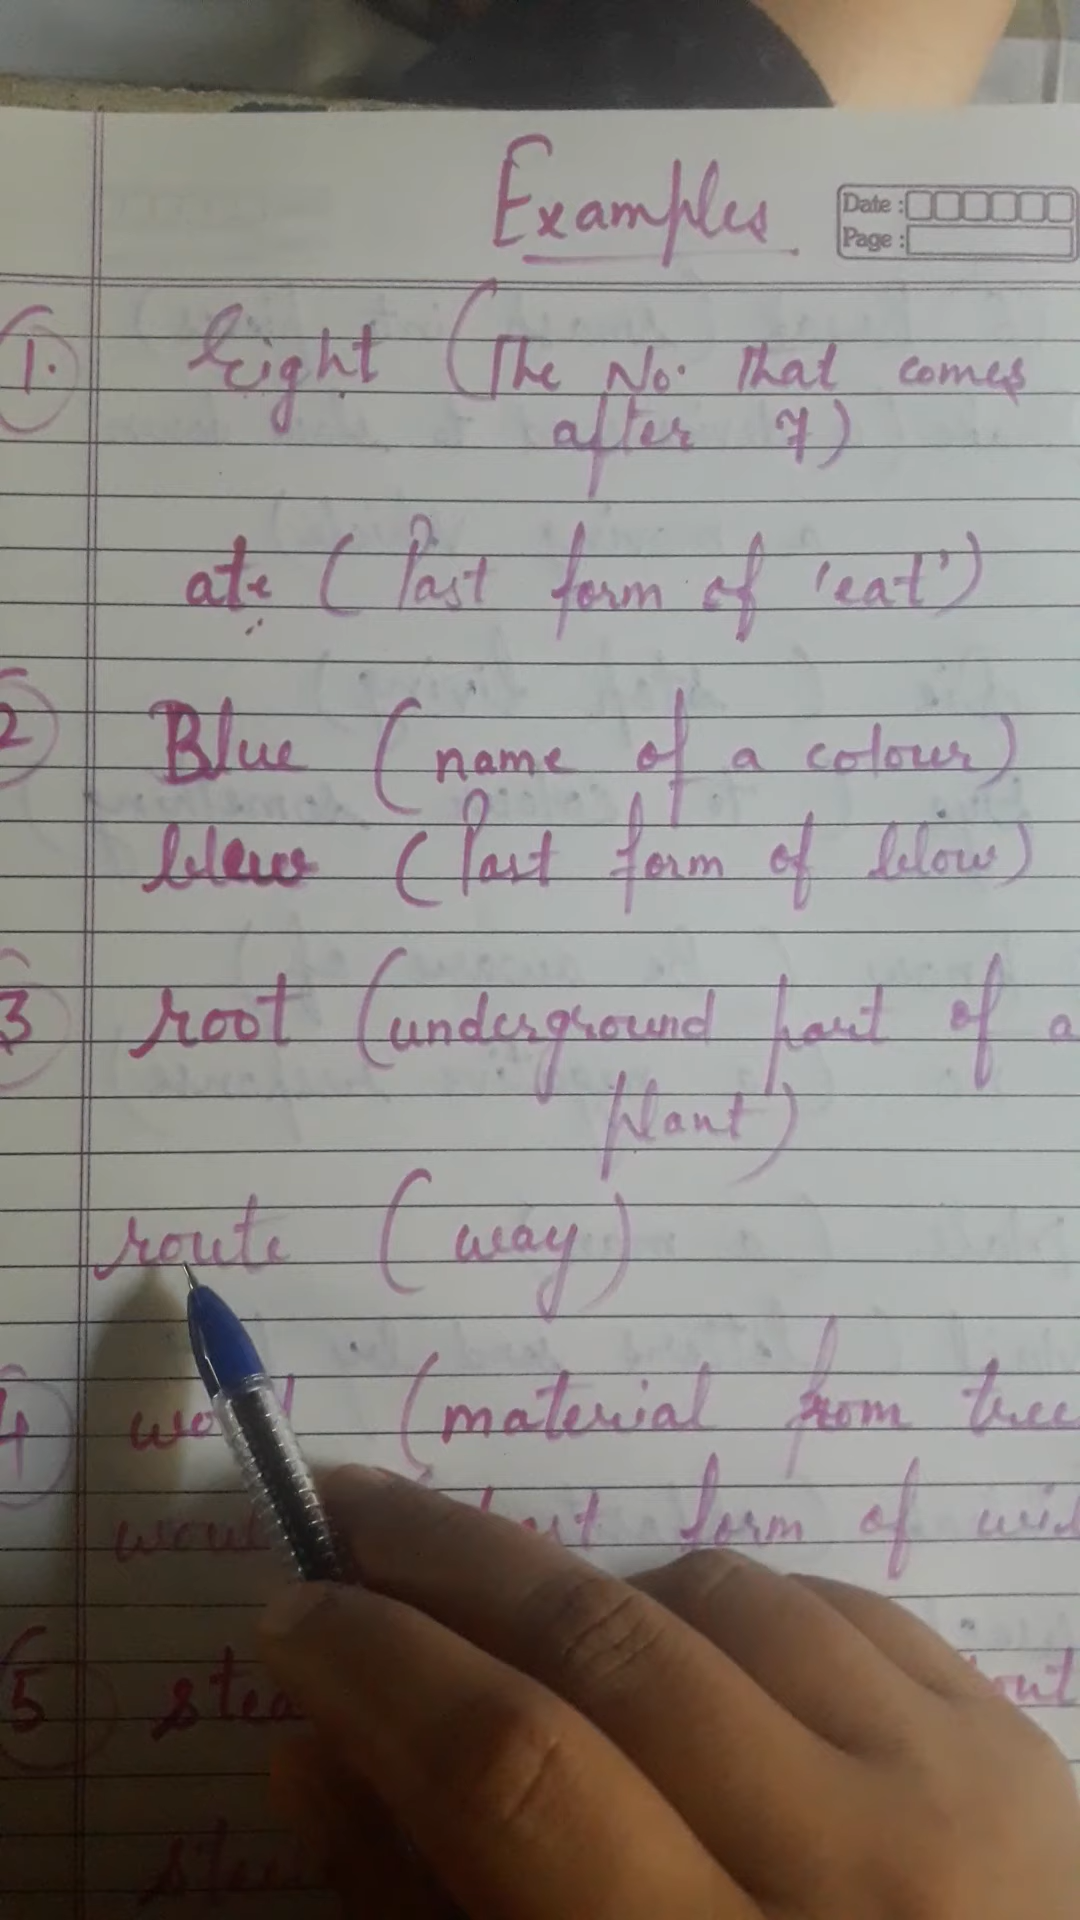 Examples
Date :
Page :
1. Eight (The No. That comes
after 7)
ate (Past form of 'eat')
2 Blue (name of a colour)
blew (Past form of blow)
3 root (underground part of a
plant)
route (way)
4 (material from tree
form of
5